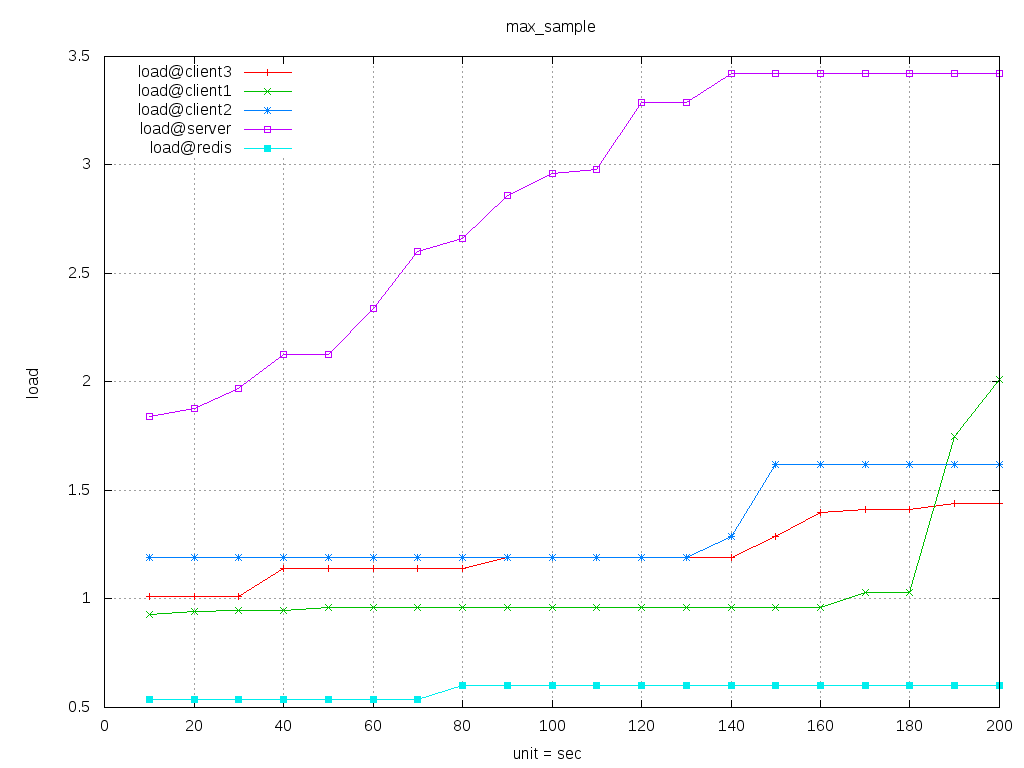 max_sample
3.5
load@client3
load@client1
load@client2
load@server
load@redis
3
2.5
load
2
1.5
1
0.5
0 20 40 60 80 100 120 140 160 180 200
unit = sec